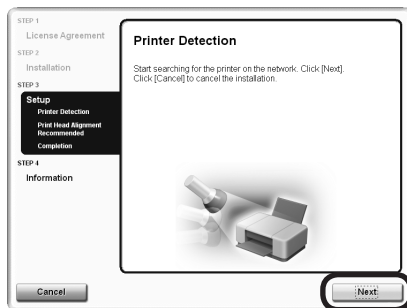 STEP 1
License Agreement
STEP 2
Installation
STEP 3
Setup
Printer Detection
Print Head Alignment
Recommended
Completion
STEP 4
Information
Printer Detection
Start searching for the printer on the network. Click [Next].
Click [Cancel] to cancel the installation.
Cancel
Next